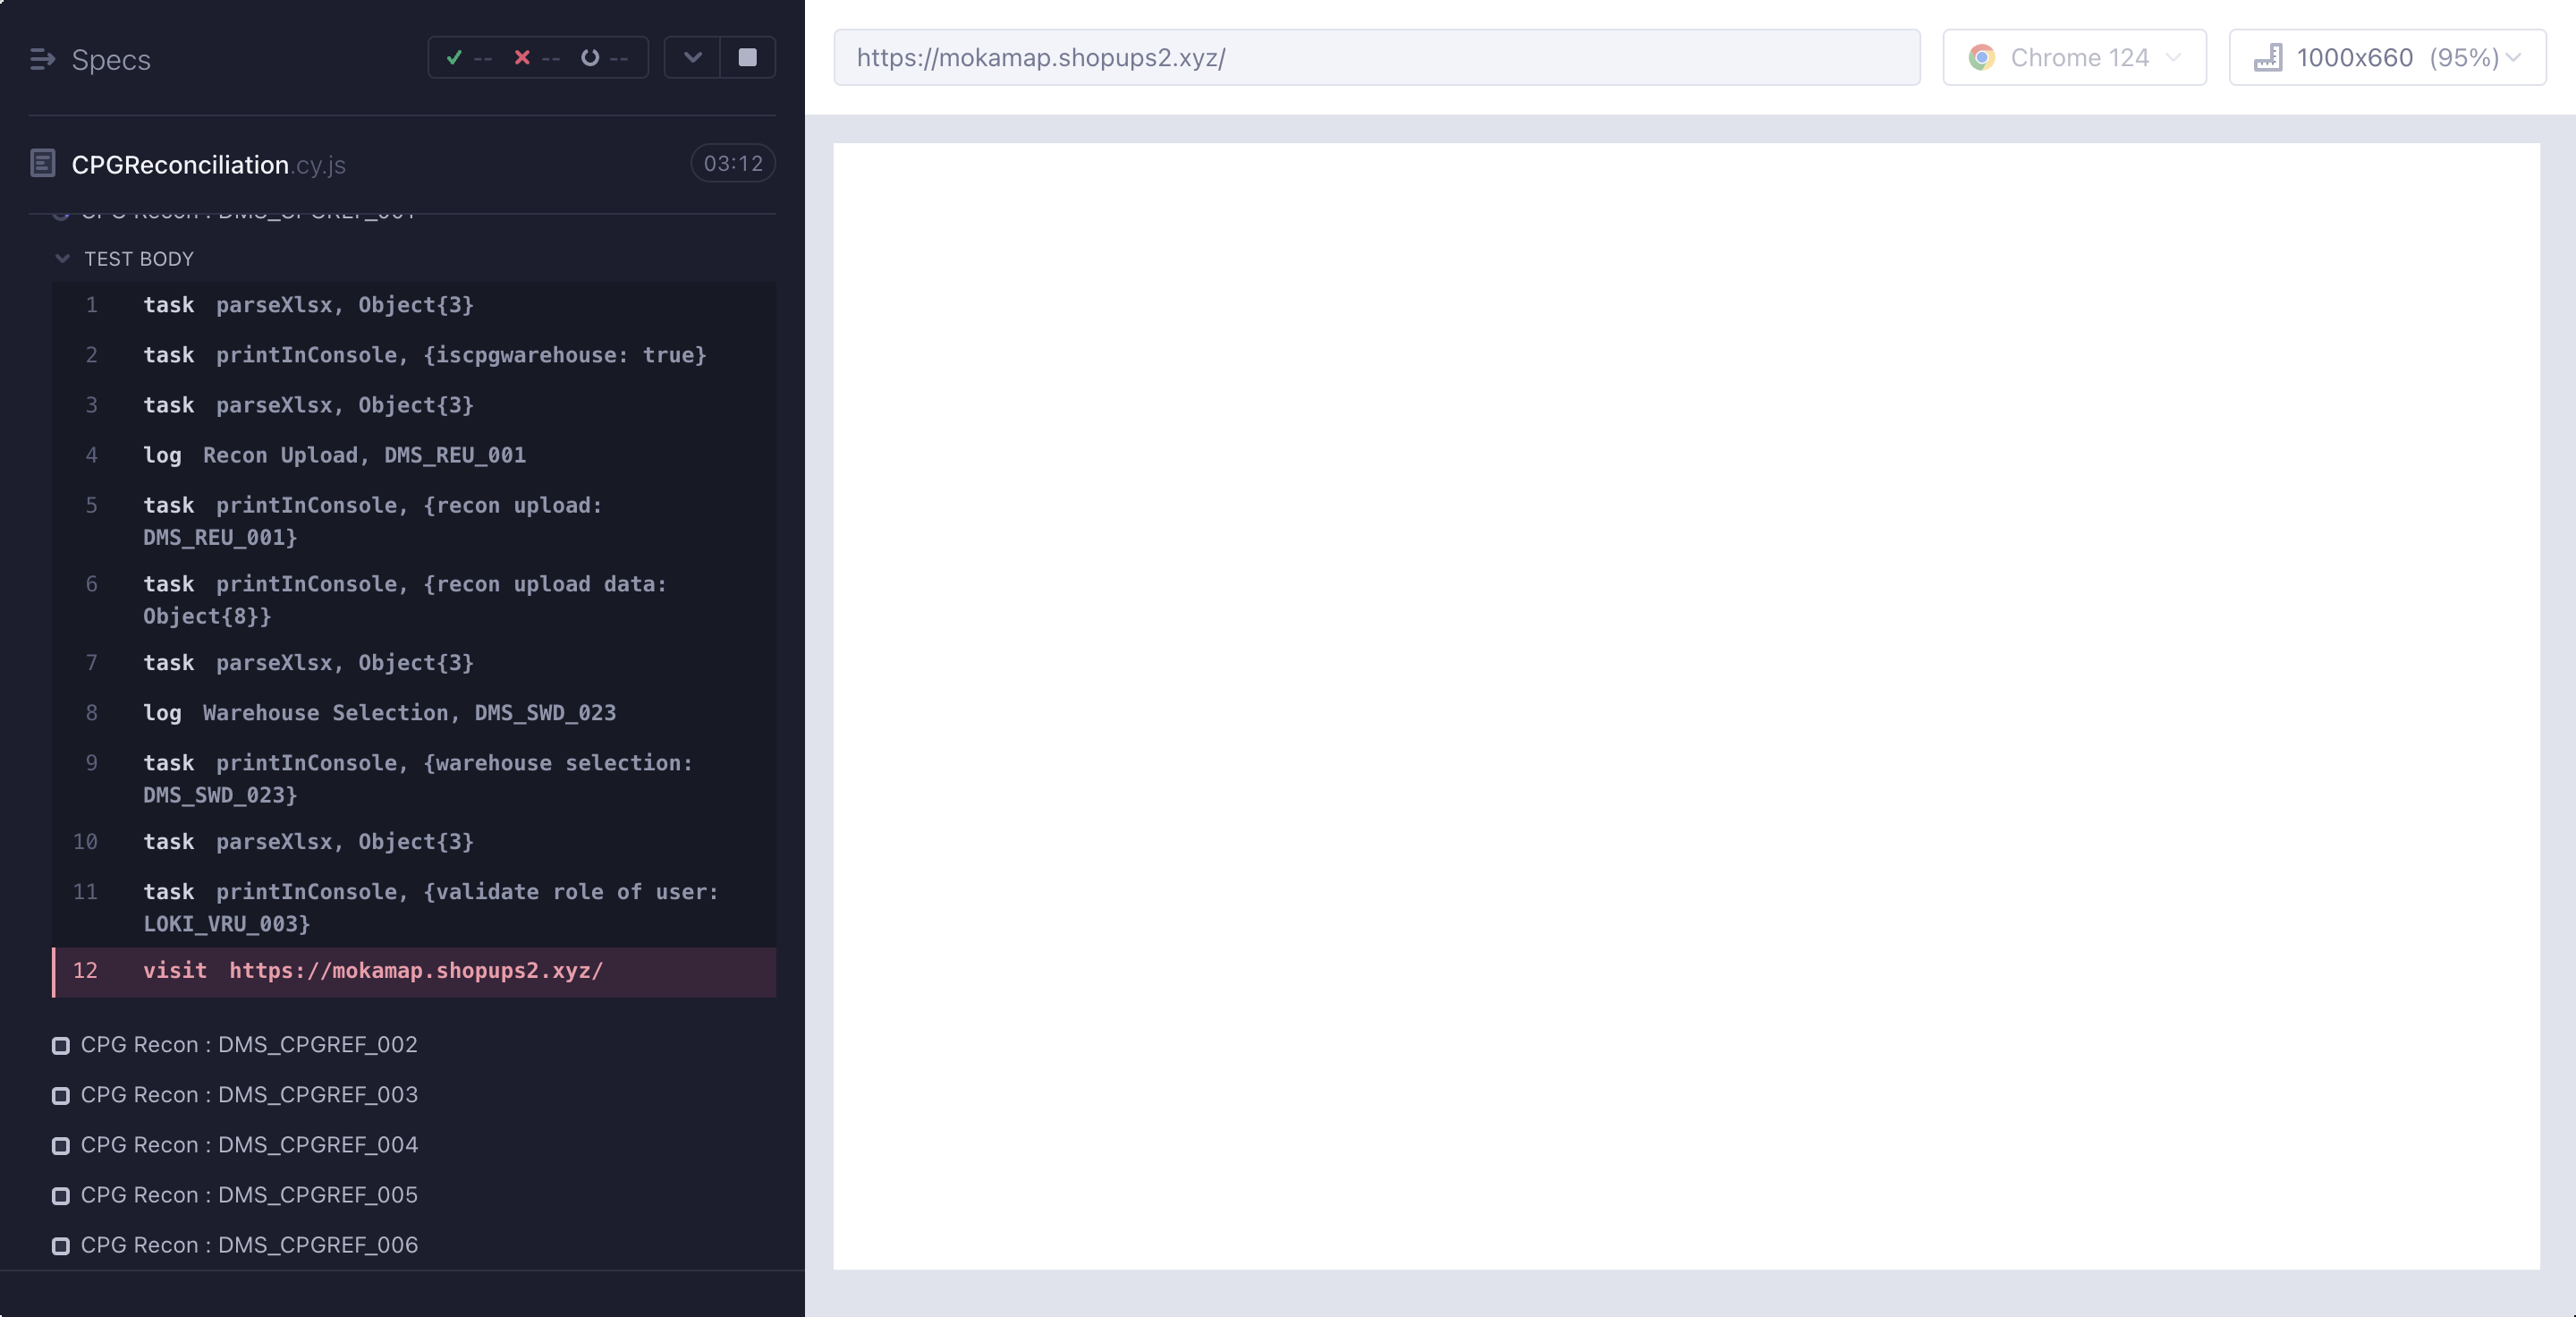 Specs
-- -- --
https://mokamap.shopups2.xyz/
Chrome 124
1000x660 (95%)
CPGReconciliation.cy.js
03:12
CPG Recon : DMS_CPGREF_001
TEST BODY
1 task parseXlsx, Object{3}
2 task printInConsole, {iscpgwarehouse: true}
3 task parseXlsx, Object{3}
4 log Recon Upload, DMS_REU_001
5 task printInConsole, {recon upload:
DMS_REU_001}
6 task printInConsole, {recon upload data:
Object{8}}
7 task parseXlsx, Object{3}
8 log Warehouse Selection, DMS_SWD_023
9 task printInConsole, {warehouse selection:
DMS_SWD_023}
10 task parseXlsx, Object{3}
11 task printInConsole, {validate role of user:
LOKI_VRU_003}
12 visit https://mokamap.shopups2.xyz/
CPG Recon : DMS_CPGREF_002
CPG Recon : DMS_CPGREF_003
CPG Recon : DMS_CPGREF_004
CPG Recon : DMS_CPGREF_005
CPG Recon : DMS_CPGREF_006